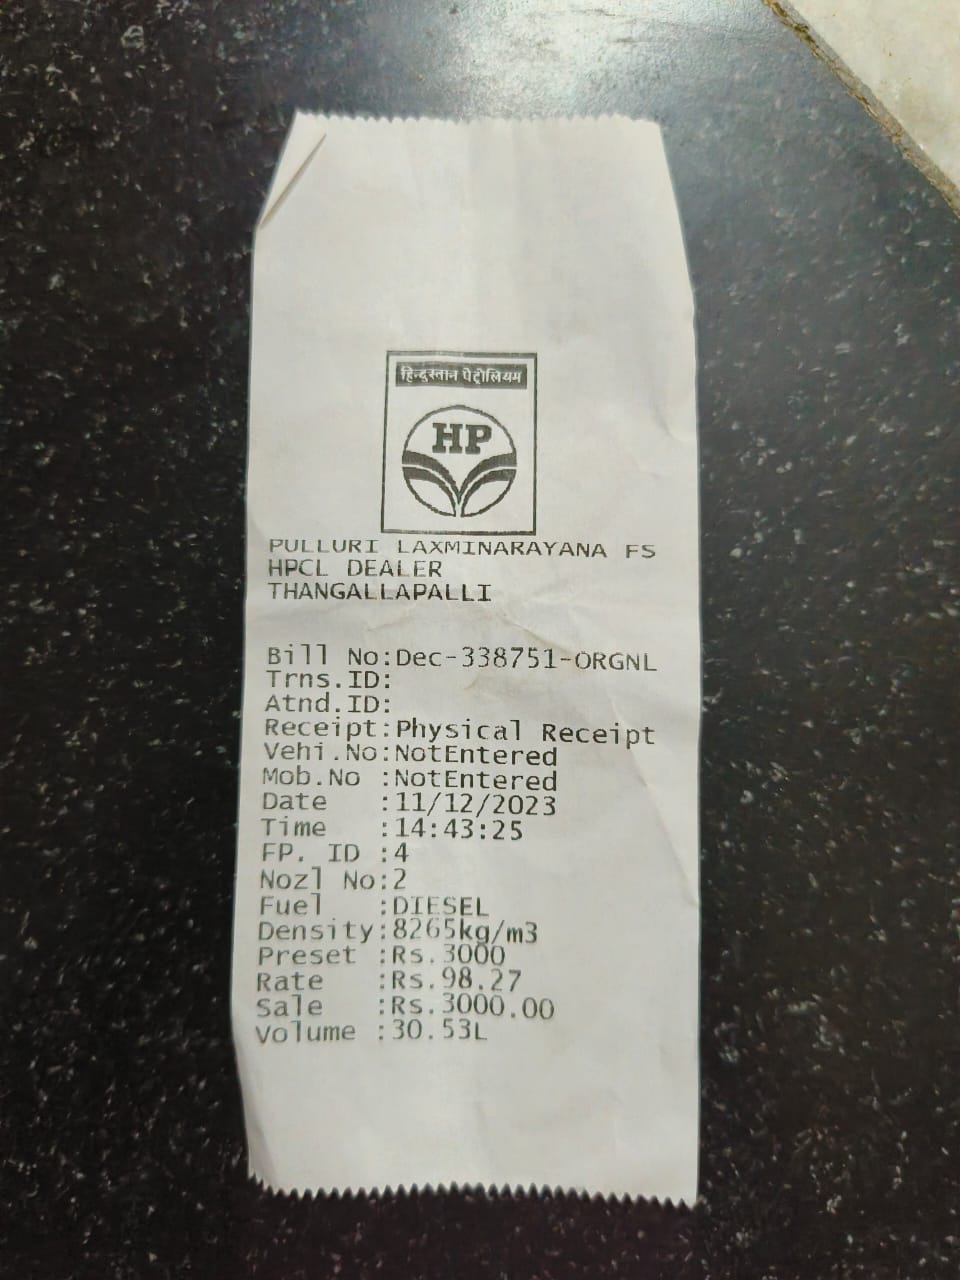 हिन्दुस्तान पेट्रोलियम
HP
PULLURI LAXMINARAYANA FS
HPCL DEALER
THANGALLAPALLI
Bill No:Dec-338751-ORGNL
Trns.ID:
Atnd.ID:
Receipt:Physical Receipt
Vehi.No:NotEntered
Mob.No :NotEntered
Date :11/12/2023
Time :14:43:25
FP. ID :4
Nozl No:2
Fuel :DIESEL
Density:8265kg/m3
Preset :Rs.3000
Rate :Rs.98.27
Sale :Rs.3000.00
Volume :30.53L